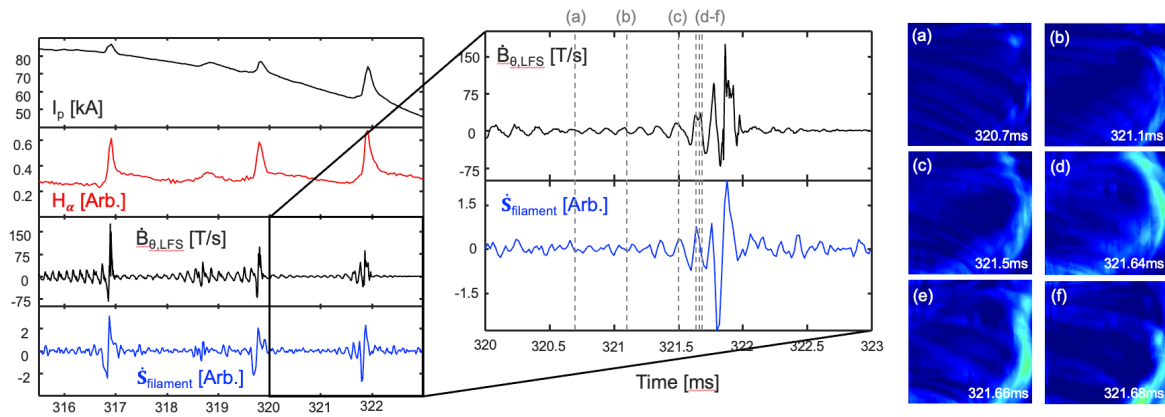 80
70
60
50
I_p [kA]
0.6
0.4
0.2
H_α [Arb.]
150
75
0
-75
Ḃ_θ,LFS [T/s]
2
0
-2
Ṡ_filament [Arb.]
316 317 318 319 320 321 322
(a) (b) (c) (d-f)
150
75
0
-75
Ḃ_θ,LFS [T/s]
1.5
0
-1.5
Ṡ_filament [Arb.]
320 320.5 321 321.5 322 322.5 323
Time [ms]
(a)
320.7ms
(b)
321.1ms
(c)
321.5ms
(d)
321.64ms
(e)
321.66ms
(f)
321.68ms